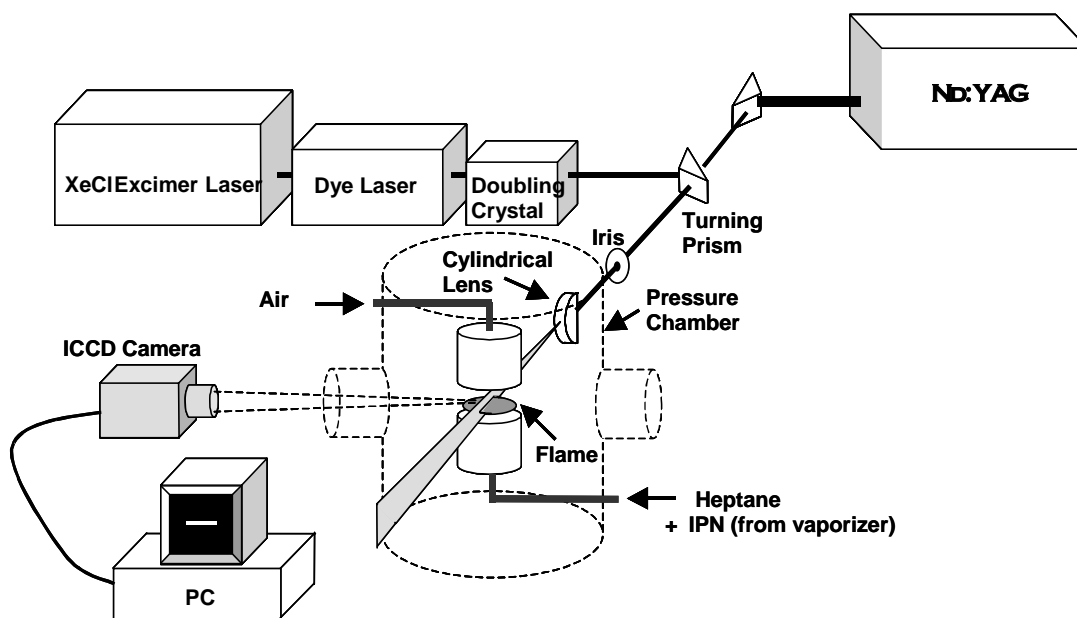 ND:YAG
XeClExcimer Laser
Dye Laser
Doubling
Crystal
Turning
Prism
Iris
Cylindrical
Lens
Air
Pressure
Chamber
ICCD Camera
Flame
Heptane
+ IPN (from vaporizer)
PC